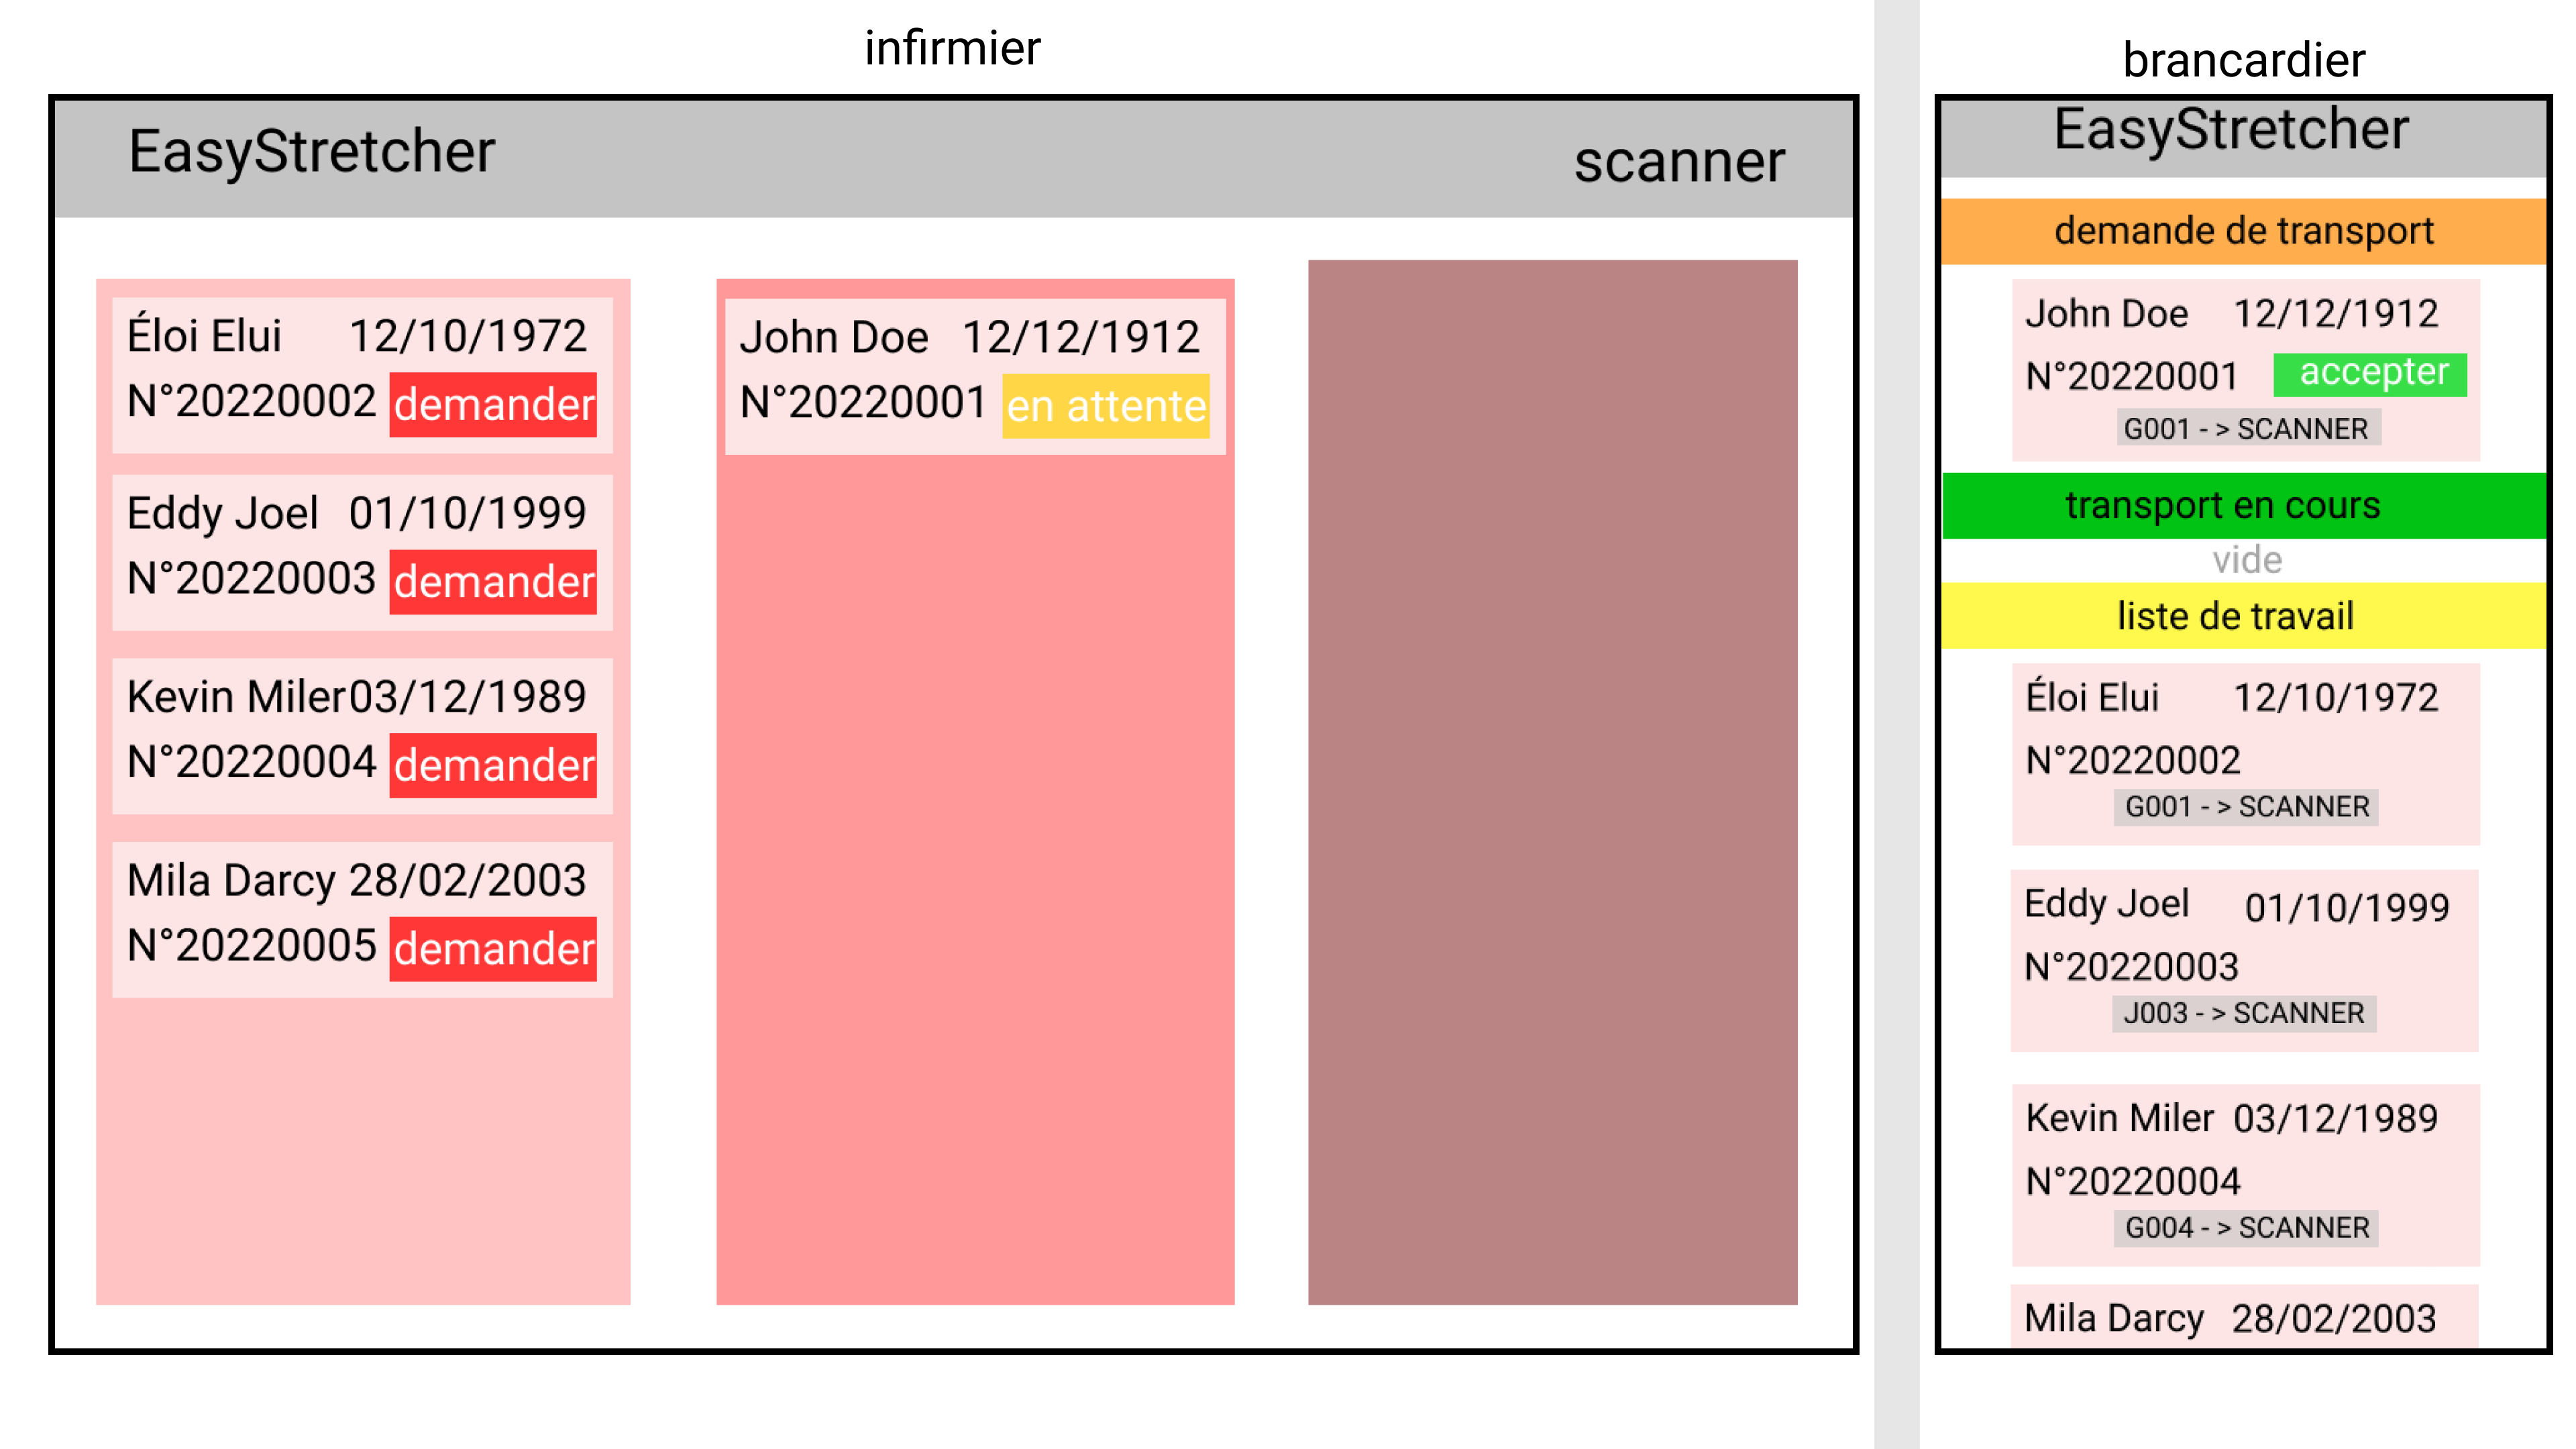 infirmier
EasyStretcher
scanner
Éloi Elui 12/10/1972
N°20220002 demander
Eddy Joel 01/10/1999
N°20220003 demander
Kevin Miler 03/12/1989
N°20220004 demander
Mila Darcy 28/02/2003
N°20220005 demander
John Doe 12/12/1912
N°20220001 en attente
brancardier
EasyStretcher
demande de transport
John Doe 12/12/1912
N°20220001 accepter
G001 - > SCANNER
transport en cours
vide
liste de travail
Éloi Elui 12/10/1972
N°20220002
G001 - > SCANNER
Eddy Joel 01/10/1999
N°20220003
J003 - > SCANNER
Kevin Miler 03/12/1989
N°20220004
G004 - > SCANNER
Mila Darcy 28/02/2003